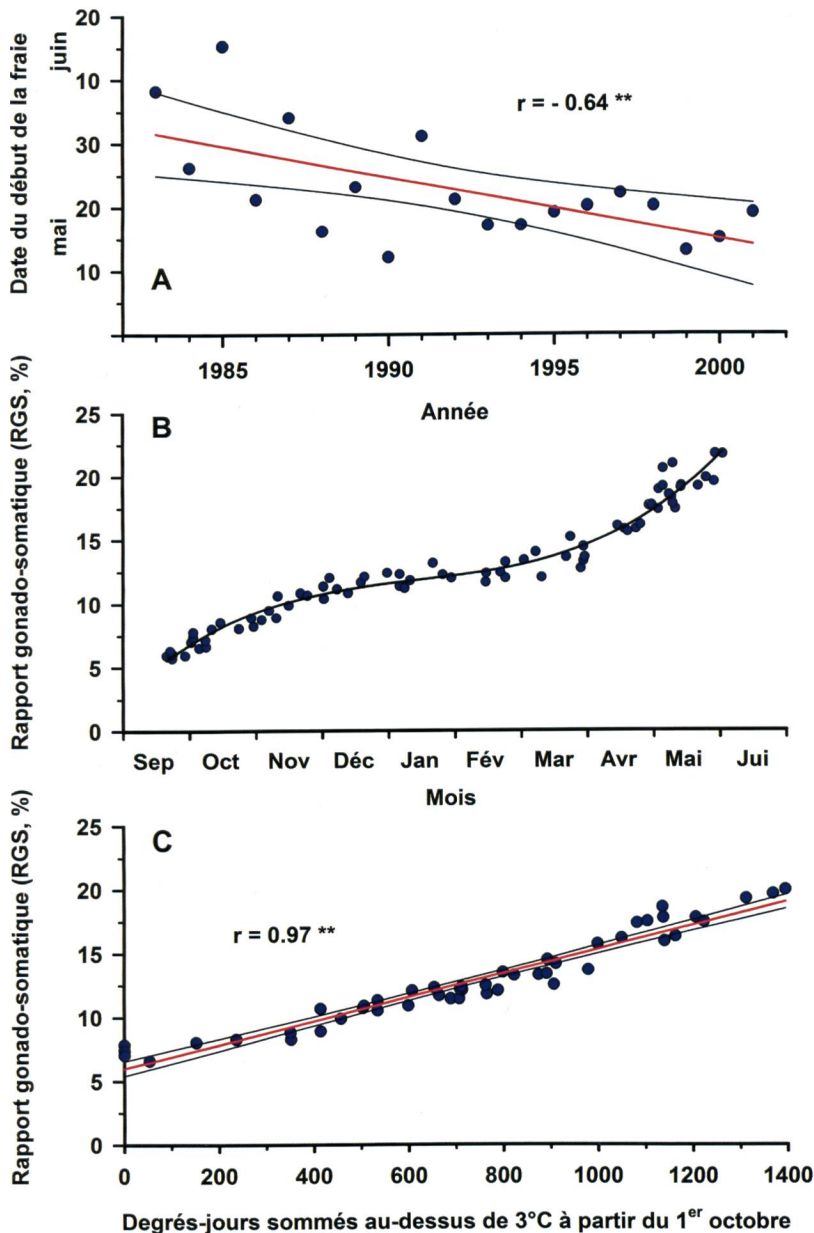 Date du début de la fraie
mai juin
20
10
30
20
10
r = - 0.64 **
A
1985 1990 1995 2000
Année
Rapport gonado-somatique (RGS, %)
25
20
15
10
5
0
B
Sep Oct Nov Déc Jan Fév Mar Avr Mai Jui
Mois
Rapport gonado-somatique (RGS, %)
25
20
15
10
5
0
C
r = 0.97 **
0 200 400 600 800 1000 1200 1400
Degrés-jours sommés au-dessus de 3°C à partir du 1er octobre